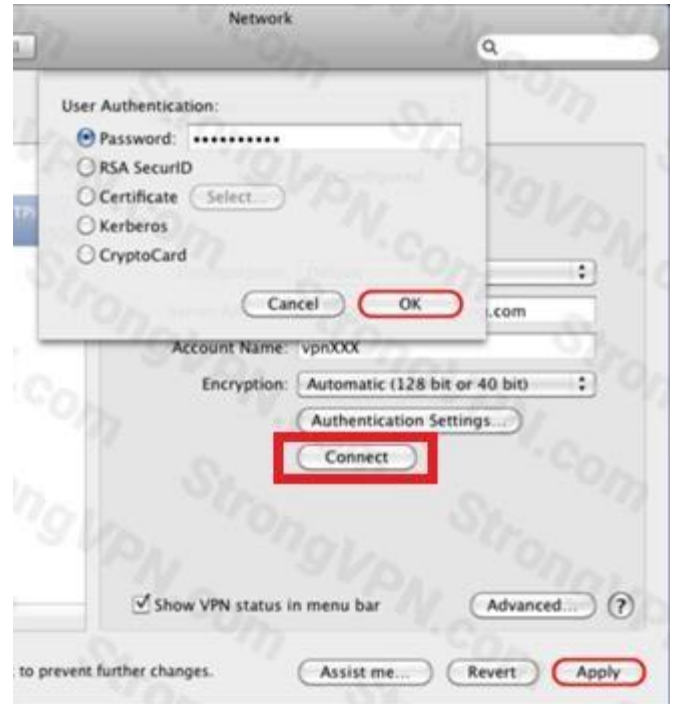 Network
User Authentication:
Password: ••••••••••
RSA SecurID
Certificate Select...
Kerberos
CryptoCard
Cancel OK
.com
Account Name: vpnXXX
Encryption: Automatic (128 bit or 40 bit)
Authentication Settings...
Connect
Show VPN status in menu bar
Advanced... ?
to prevent further changes.
Assist me... Revert Apply
StrongVPN.com